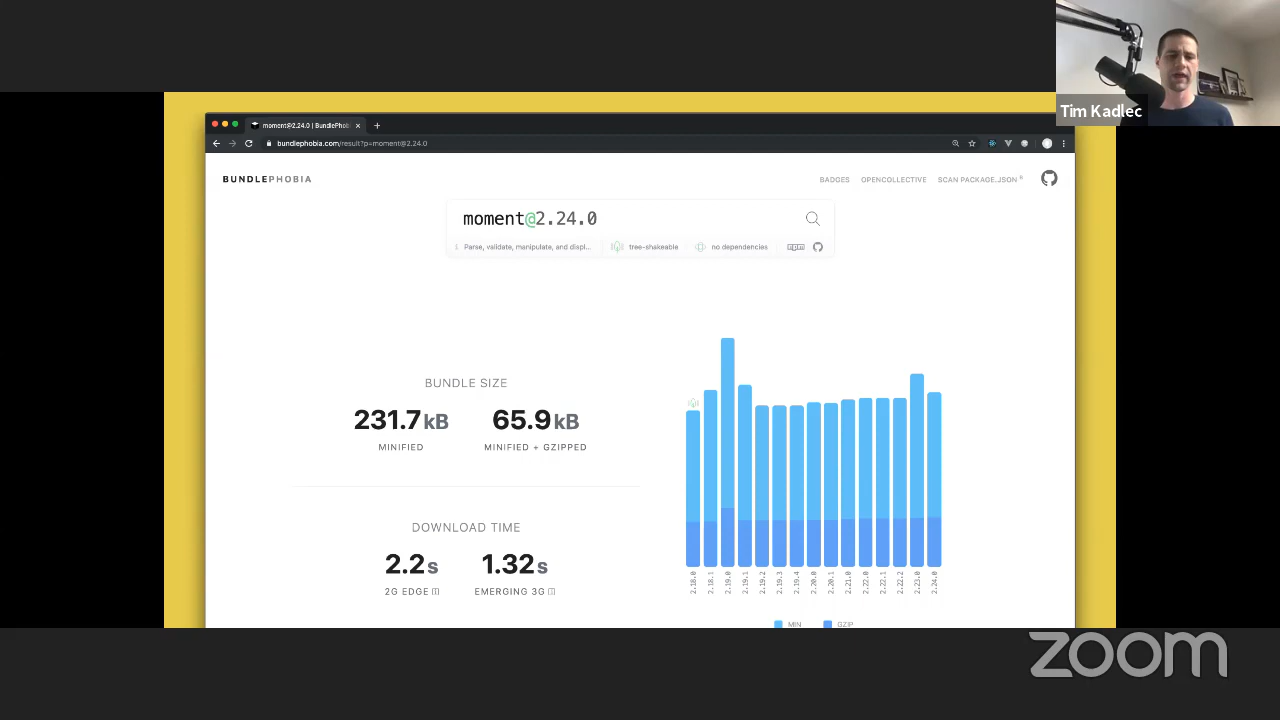 Tim Kadlec
moment@2.24.0 | BundlePhobi
bundlephobia.com/result?p=moment@2.24.0
BUNDLEPHOBIA
BADGES OPENCOLLECTIVE SCAN PACKAGE.JSON
moment@2.24.0
Parse, validate, manipulate, and displ... tree-shakeable no dependencies npm
BUNDLE SIZE
231.7 kB 65.9 kB
MINIFIED MINIFIED + GZIPPED
DOWNLOAD TIME
2.2 s 1.32 s
2G EDGE EMERGING 3G
2.18.0 2.18.1 2.19.0 2.19.1 2.19.2 2.19.3 2.19.4 2.20.0 2.20.1 2.21.0 2.22.0 2.22.1 2.22.2 2.23.0 2.24.0
MIN GZIP
zoom